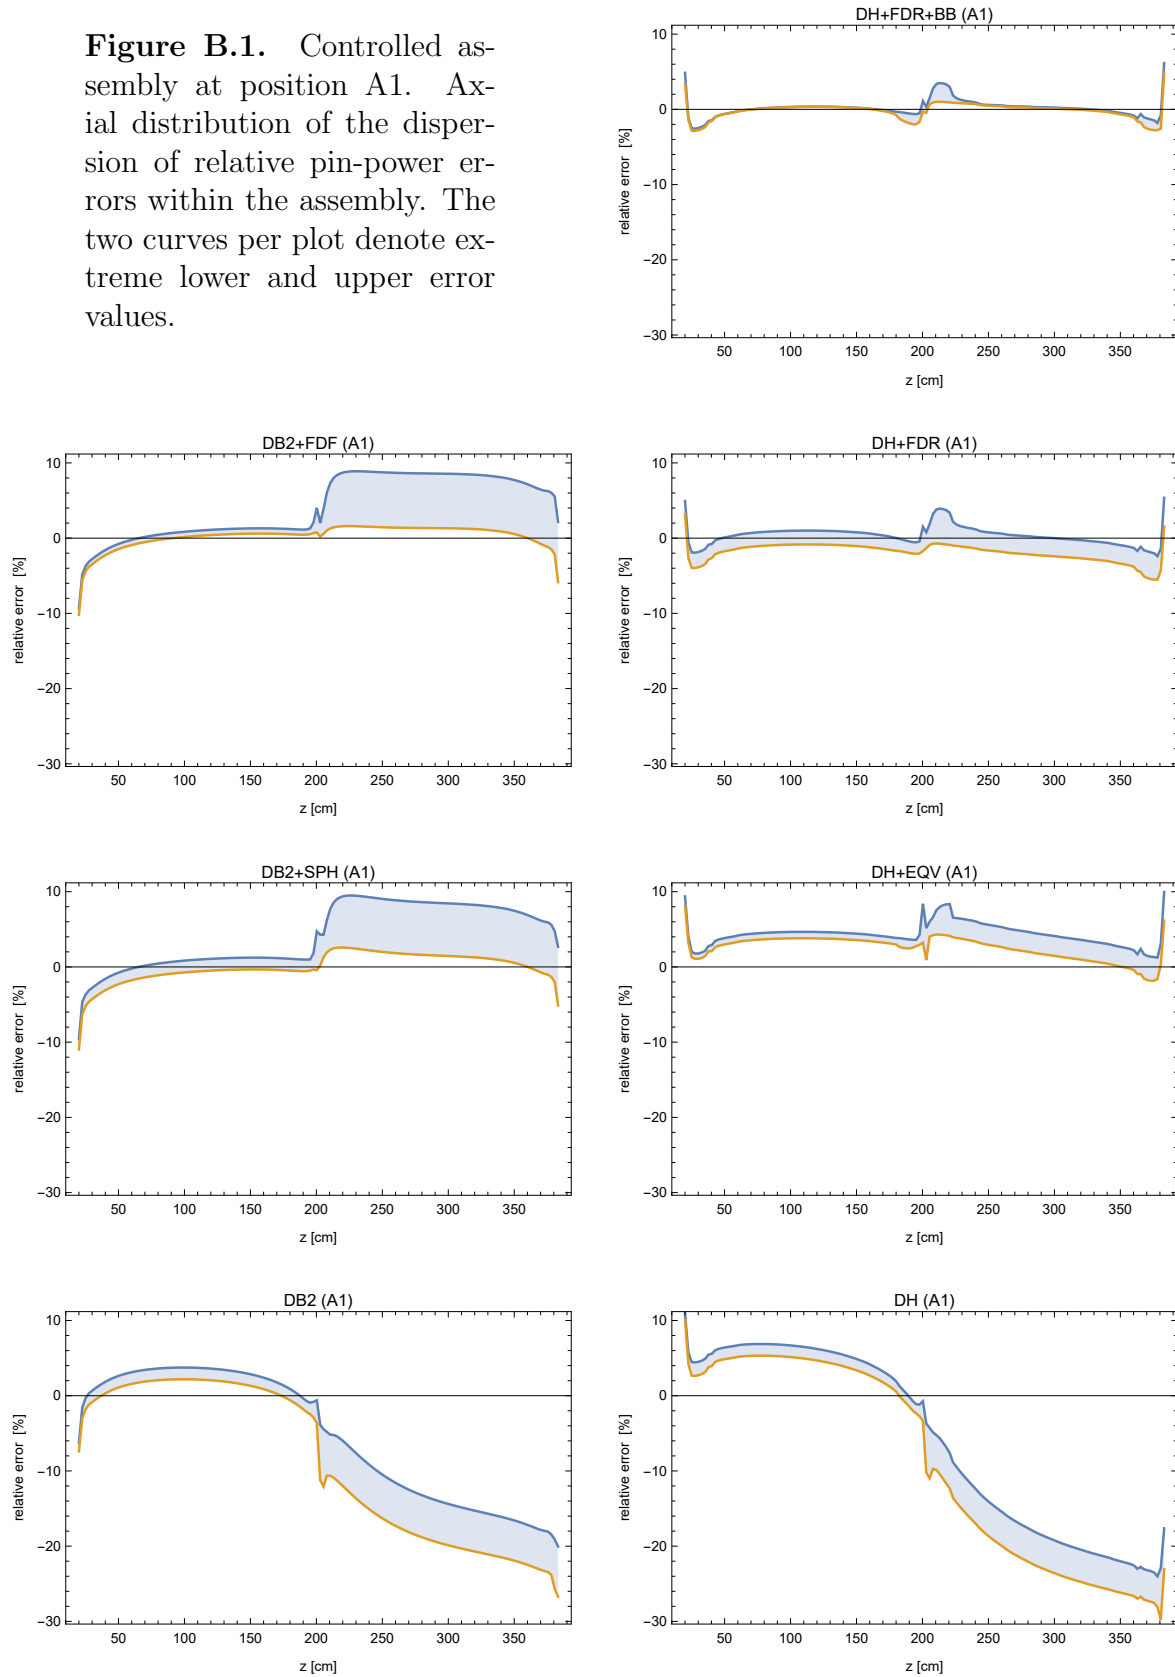 Figure B.1. Controlled as-
sembly at position A1. Ax-
ial distribution of the disper-
sion of relative pin-power er-
rors within the assembly. The
two curves per plot denote ex-
treme lower and upper error
values.
DH+FDR+BB (A1)
relative error [%]
10
0
−10
−20
−30
50 100 150 200 250 300 350
z [cm]
DB2+FDF (A1)
relative error [%]
10
0
−10
−20
−30
50 100 150 200 250 300 350
z [cm]
DH+FDR (A1)
relative error [%]
10
0
−10
−20
−30
50 100 150 200 250 300 350
z [cm]
DB2+SPH (A1)
relative error [%]
10
0
−10
−20
−30
50 100 150 200 250 300 350
z [cm]
DH+EQV (A1)
relative error [%]
10
0
−10
−20
−30
50 100 150 200 250 300 350
z [cm]
DB2 (A1)
relative error [%]
10
0
−10
−20
−30
50 100 150 200 250 300 350
z [cm]
DH (A1)
relative error [%]
10
0
−10
−20
−30
50 100 150 200 250 300 350
z [cm]